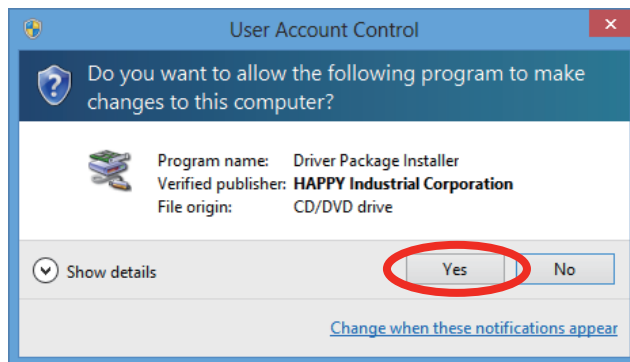 User Account Control
Do you want to allow the following program to make
changes to this computer?
Program name: Driver Package Installer
Verified publisher: HAPPY Industrial Corporation
File origin: CD/DVD drive
Show details Yes No
Change when these notifications appear